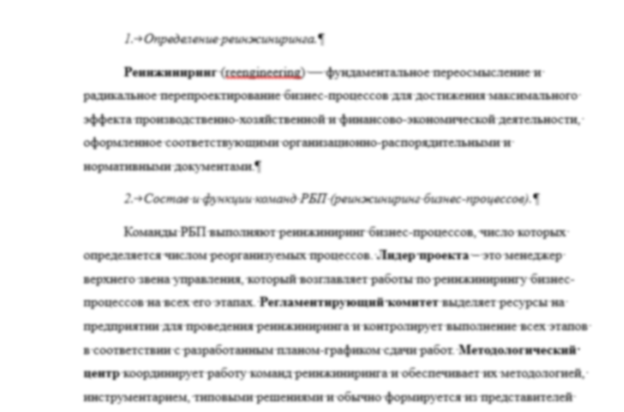 1.→Определение реинжиниринга.¶
Реинжиниринг (reengineering) — фундаментальное переосмысление и
радикальное перепроектирование бизнес-процессов для достижения максимального
эффекта производственно-хозяйственной и финансово-экономической деятельности,
оформленное соответствующими организационно-распорядительными и
нормативными документами.¶
2.→Состав и функции команд РБП (реинжиниринг бизнес-процессов).¶
Команды РБП выполняют реинжиниринг бизнес-процессов, число которых
определяется числом реорганизуемых процессов. Лидер проекта – это менеджер
верхнего звена управления, который возглавляет работы по реинжинирингу бизнес-
процессов на всех его этапах. Регламентирующий комитет выделяет ресурсы на
предприятии для проведения реинжиниринга и контролирует выполнение всех этапов
в соответствии с разработанным планом-графиком сдачи работ. Методологический
центр координирует работу команд реинжиниринга и обеспечивает их методологией,
инструментарием, типовыми решениями и обычно формируется из представителей